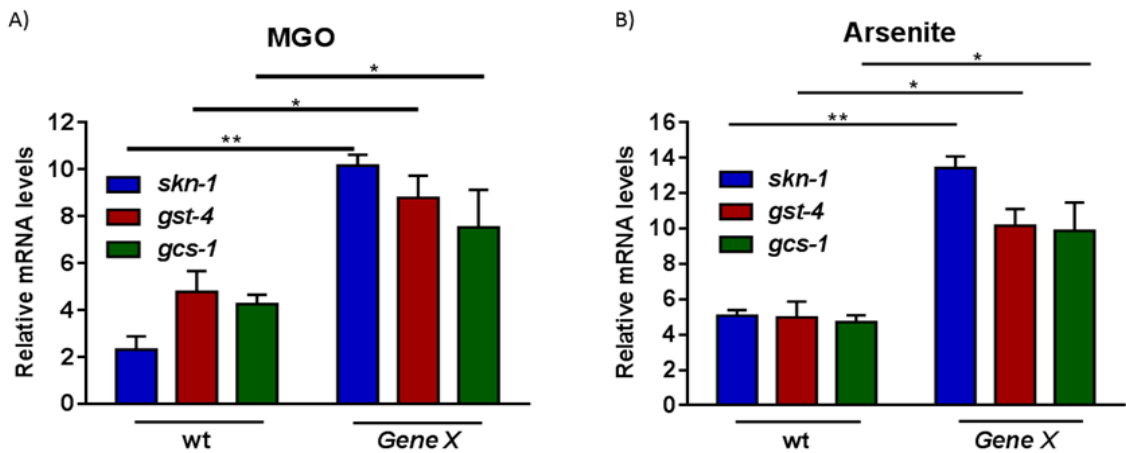 A)
MGO
*
*
**
Relative mRNA levels
12
10
8
6
4
2
0
skn-1
gst-4
gcs-1
wt
Gene X
B)
Arsenite
*
*
**
Relative mRNA levels
16
14
12
10
8
6
4
2
0
skn-1
gst-4
gcs-1
wt
Gene X